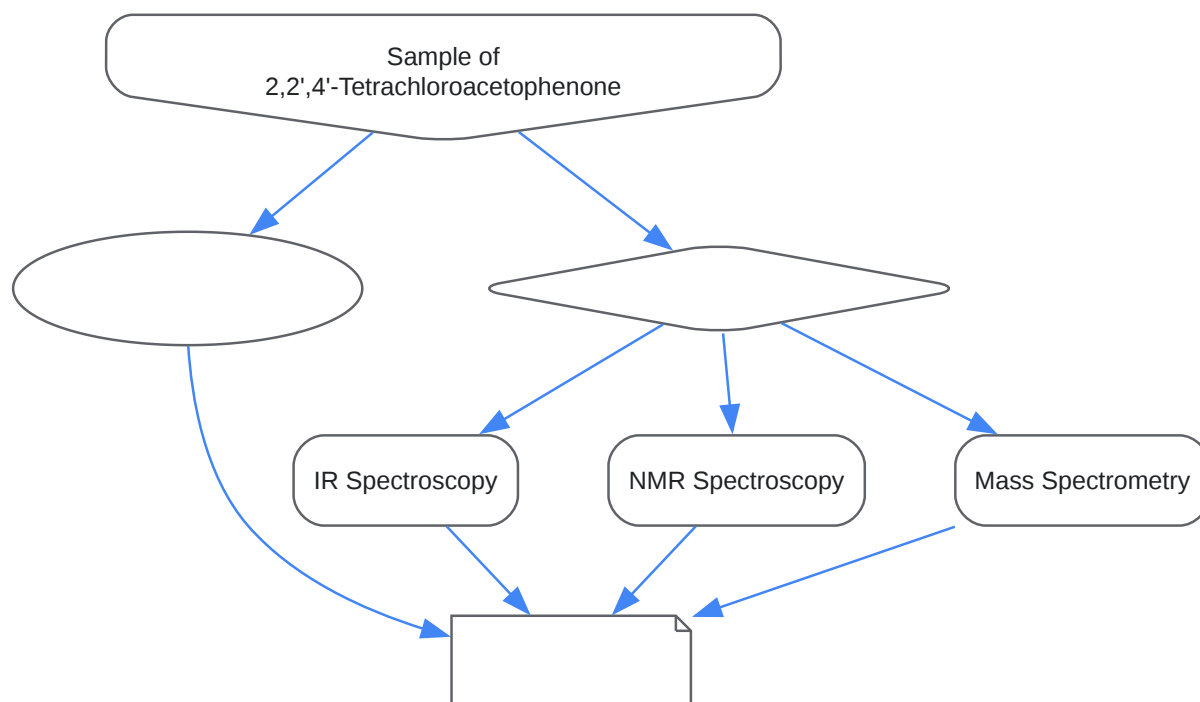 Sample of
2,2',4'-Tetrachloroacetophenone
IR Spectroscopy
NMR Spectroscopy
Mass Spectrometry